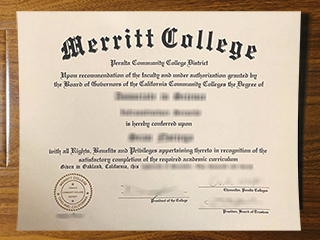 Merritt College
Peralta Community College District
Upon recommendation of the faculty and under authorization granted by
the Board of Governors of the California Community Colleges the Degree of
is hereby conferred upon
with all Rights, Benefits and Privileges appertaining thereto in recognition of the
satisfactory completion of the required academic curriculum
Given in Oakland, California, this
President of the College
Chancellor, Peralta Colleges
President, Board of Trustees